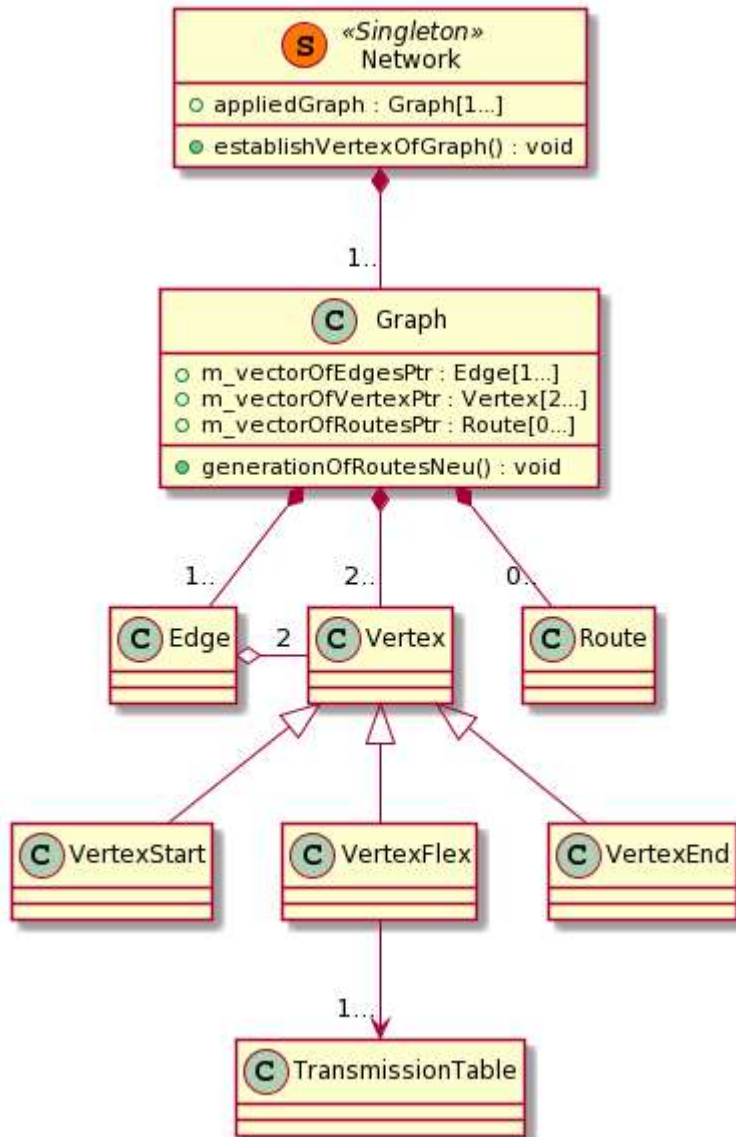 «Singleton»
S Network
appliedGraph : Graph[1...]
establishVertexOfGraph() : void
1..
C Graph
m_vectorOfEdgesPtr : Edge[1...]
m_vectorOfVertexPtr : Vertex[2...]
m_vectorOfRoutesPtr : Route[0...]
generationOfRoutesNeu() : void
1.. 2.. 0..
C Edge 2 C Vertex C Route
C VertexStart C VertexFlex C VertexEnd
1...
C TransmissionTable